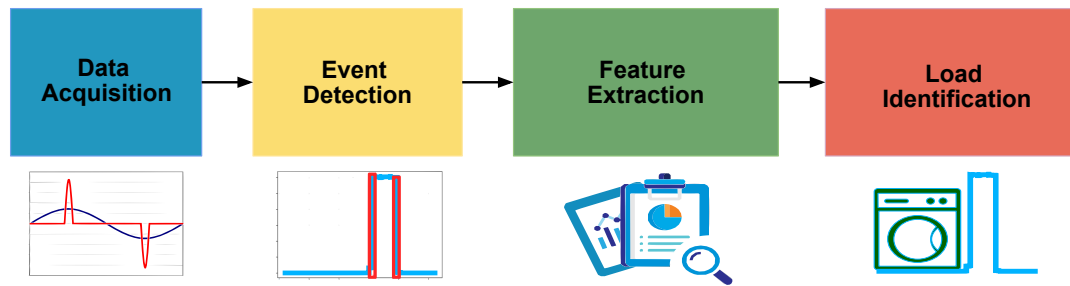 Data
Acquisition
Event
Detection
Feature
Extraction
Load
Identification